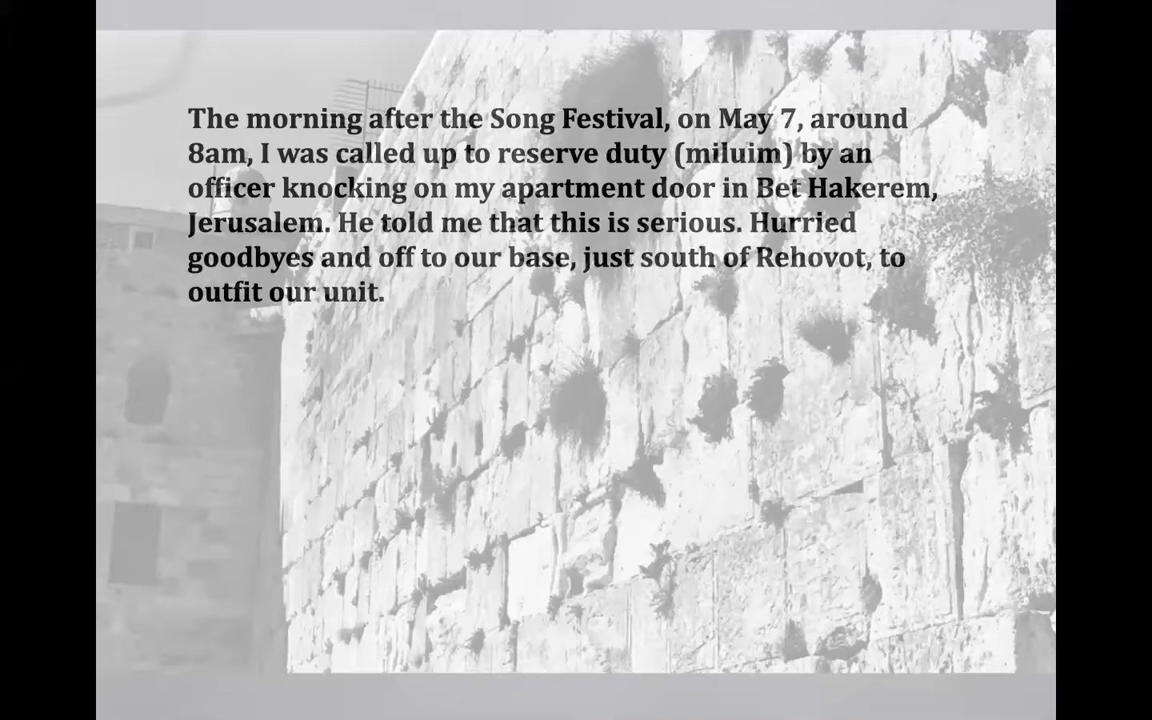 The morning after the Song Festival, on May 7, around
8am, I was called up to reserve duty (miluim) by an
officer knocking on my apartment door in Bet Hakerem,
Jerusalem. He told me that this is serious. Hurried
goodbyes and off to our base, just south of Rehovot, to
outfit our unit.